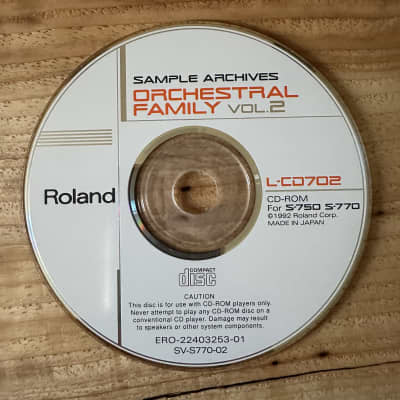 SAMPLE ARCHIVES
ORCHESTRAL
FAMILY VOL.2
Roland
L-CD702
CD-ROM
For S-750 S-770
©1992 Roland Corp.
MADE IN JAPAN
COMPACT
disc
CAUTION
This disc is for use with CD-ROM players only.
Never attempt to play any CD-ROM disc on a
conventional CD player. Damage may result
to speakers or other system components.
ERO-22403253-01
SV-S770-02